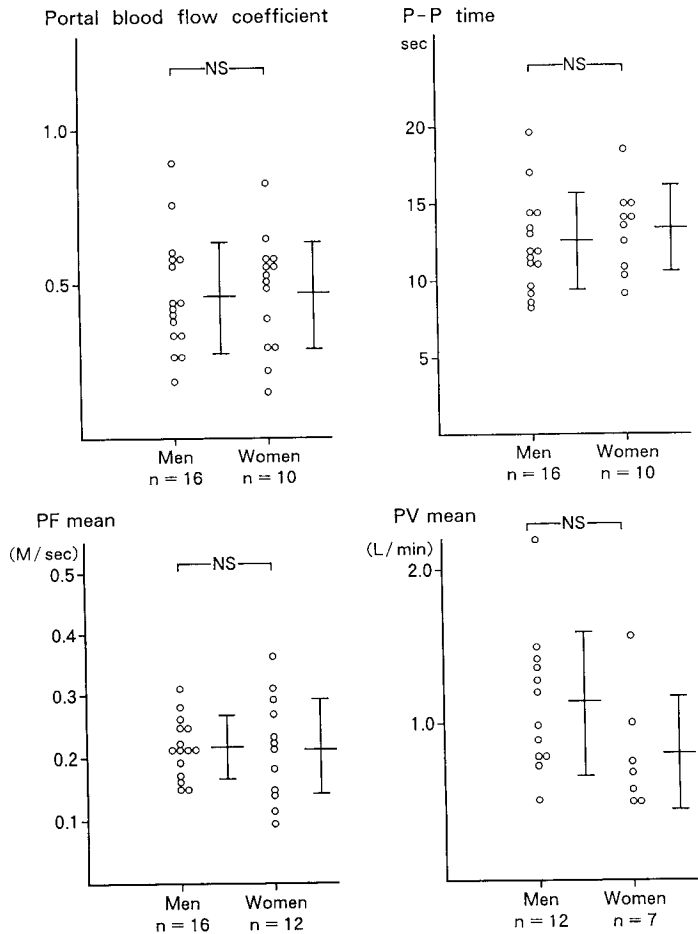 Portal blood flow coefficient
NS
1.0
0.5
Men
Women
n = 16
n = 10
P-P time
sec
NS
20
15
10
5
Men
Women
n = 16
n = 10
PF mean
(M/sec)
NS
0.5
0.4
0.3
0.2
0.1
Men
Women
n = 16
n = 12
PV mean
(L/min)
NS
2.0
1.0
Men
Women
n = 12
n = 7